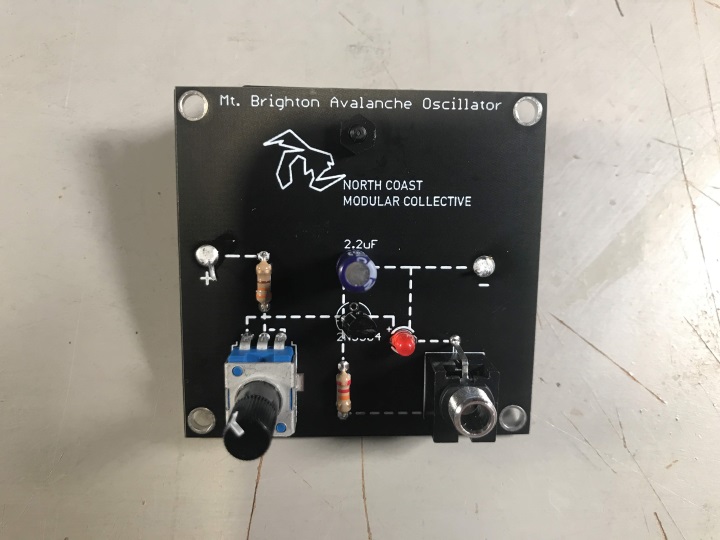 Mt. Brighton Avalanche Oscillator
NORTH COAST
MODULAR COLLECTIVE
2.2uF
+
-
+